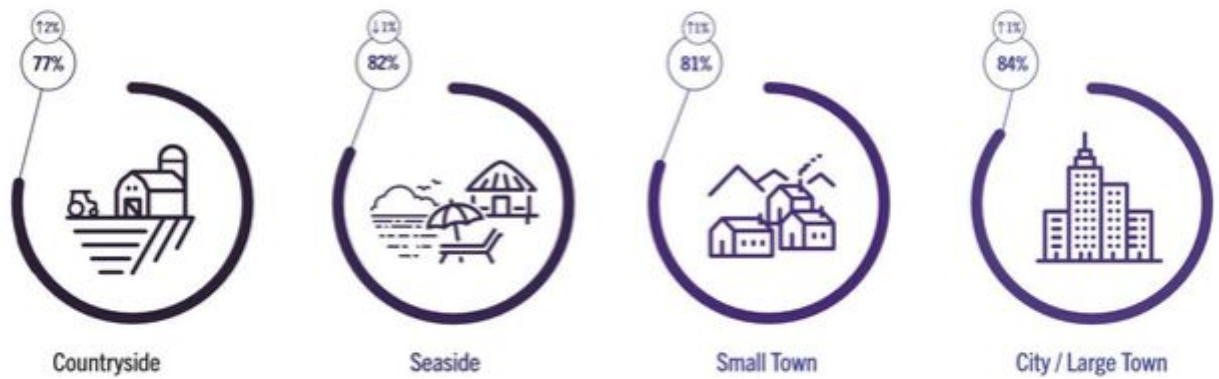 ↑2%
77%
Countryside
↓1%
82%
Seaside
↑1%
81%
Small Town
↑1%
84%
City / Large Town